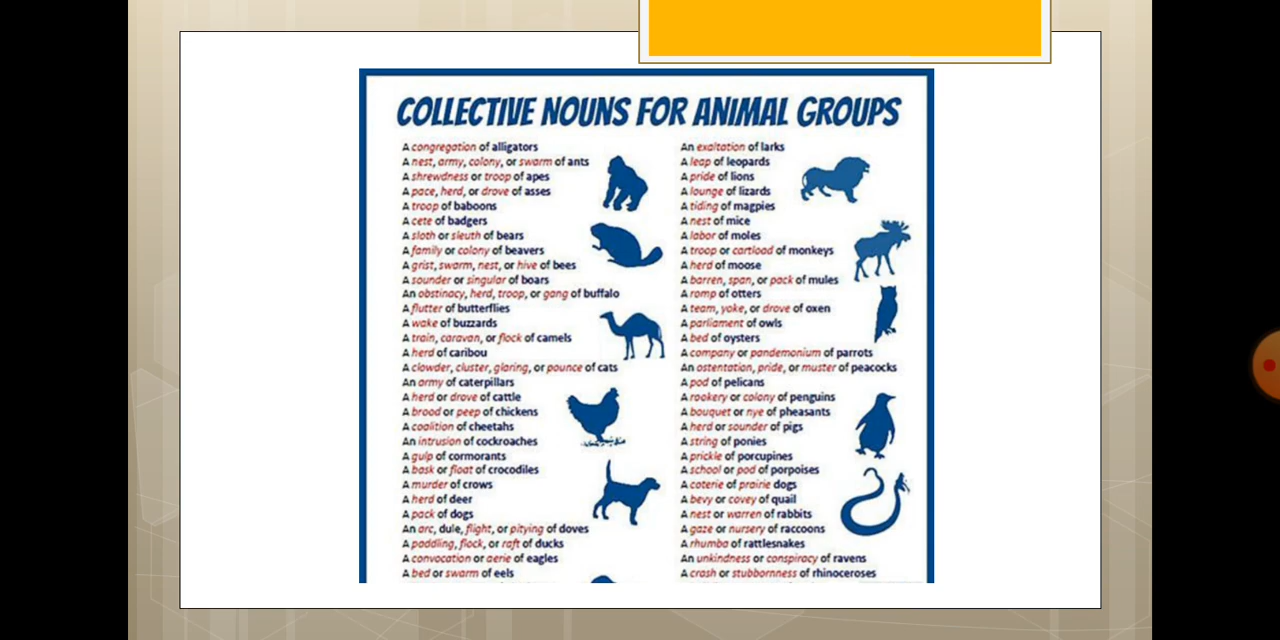 COLLECTIVE NOUNS FOR ANIMAL GROUPS
A congregation of alligators
A nest, army, colony, or swarm of ants
A shrewdness or troop of apes
A pace, herd, or drove of asses
A troop of baboons
A cete of badgers
A sloth or sleuth of bears
A family or colony of beavers
A grist, swarm, nest, or hive of bees
A sounder or singular of boars
An obstinacy, herd, troop, or gang of buffalo
A flutter of butterflies
A wake of buzzards
A train, caravan, or flock of camels
A herd of caribou
A clowder, cluster, glaring, or pounce of cats
An army of caterpillars
A herd or drove of cattle
A brood or peep of chickens
A coalition of cheetahs
An intrusion of cockroaches
A gulp of cormorants
A bask or float of crocodiles
A murder of crows
A herd of deer
A pack of dogs
An arc, dule, flight, or pitying of doves
A paddling, flock, or raft of ducks
A convocation or aerie of eagles
A bed or swarm of eels
An exaltation of larks
A leap of leopards
A pride of lions
A lounge of lizards
A tiding of magpies
A nest of mice
A labor of moles
A troop or cartload of monkeys
A herd of moose
A barren, span, or pack of mules
A romp of otters
A team, yoke, or drove of oxen
A parliament of owls
A bed of oysters
A company or pandemonium of parrots
An ostentation, pride, or muster of peacocks
A pod of pelicans
A rookery or colony of penguins
A bouquet or nye of pheasants
A herd or sounder of pigs
A string of ponies
A prickle of porcupines
A school or pod of porpoises
A coterie of prairie dogs
A bevy or covey of quail
A nest or warren of rabbits
A gaze or nursery of raccoons
A rhumba of rattlesnakes
An unkindness or conspiracy of ravens
A crash or stubbornness of rhinoceroses